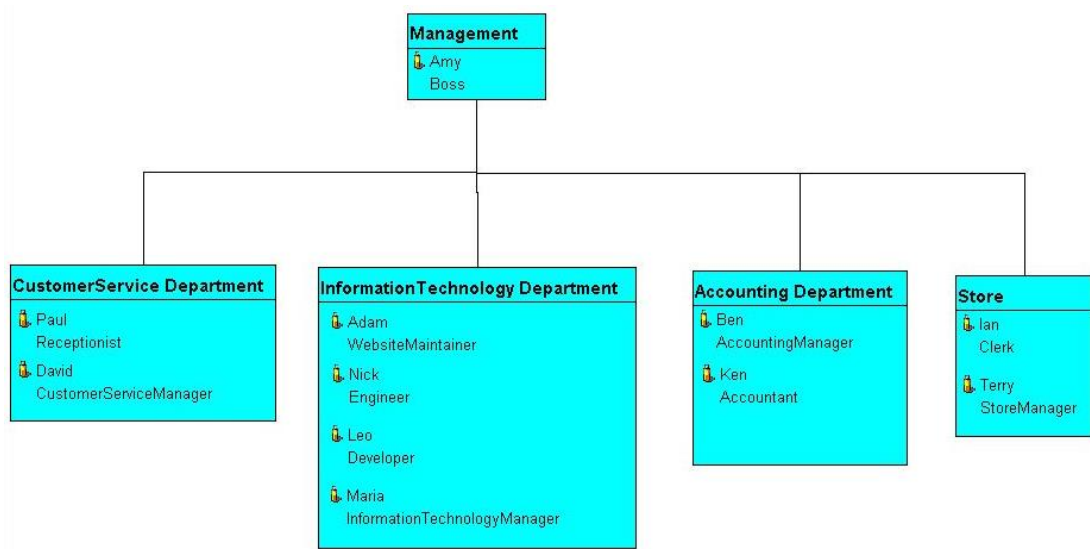 Management
Amy
Boss
CustomerService Department
Paul
Receptionist
David
CustomerServiceManager
InformationTechnology Department
Adam
WebsiteMaintainer
Nick
Engineer
Leo
Developer
Maria
InformationTechnologyManager
Accounting Department
Ben
AccountingManager
Ken
Accountant
Store
Ian
Clerk
Terry
StoreManager